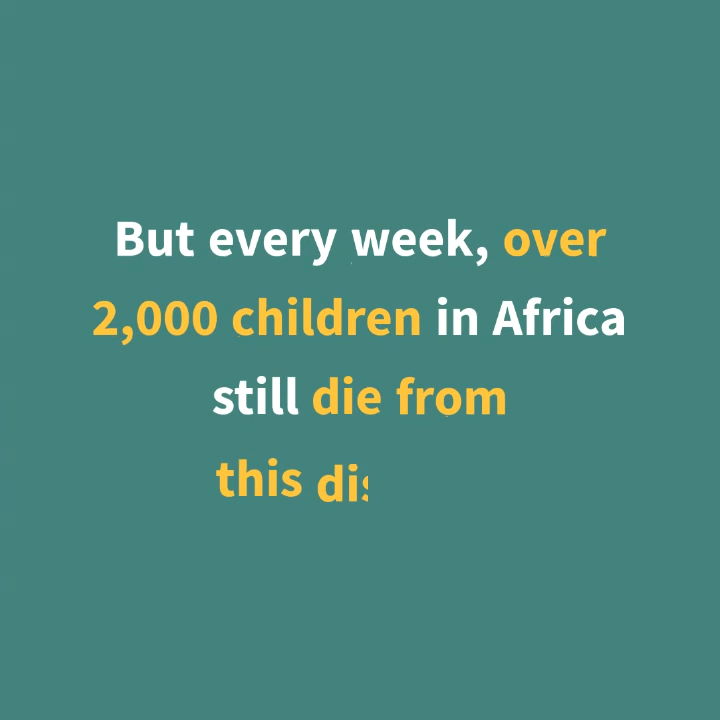 But every week, over
2,000 children in Africa
still die from
this